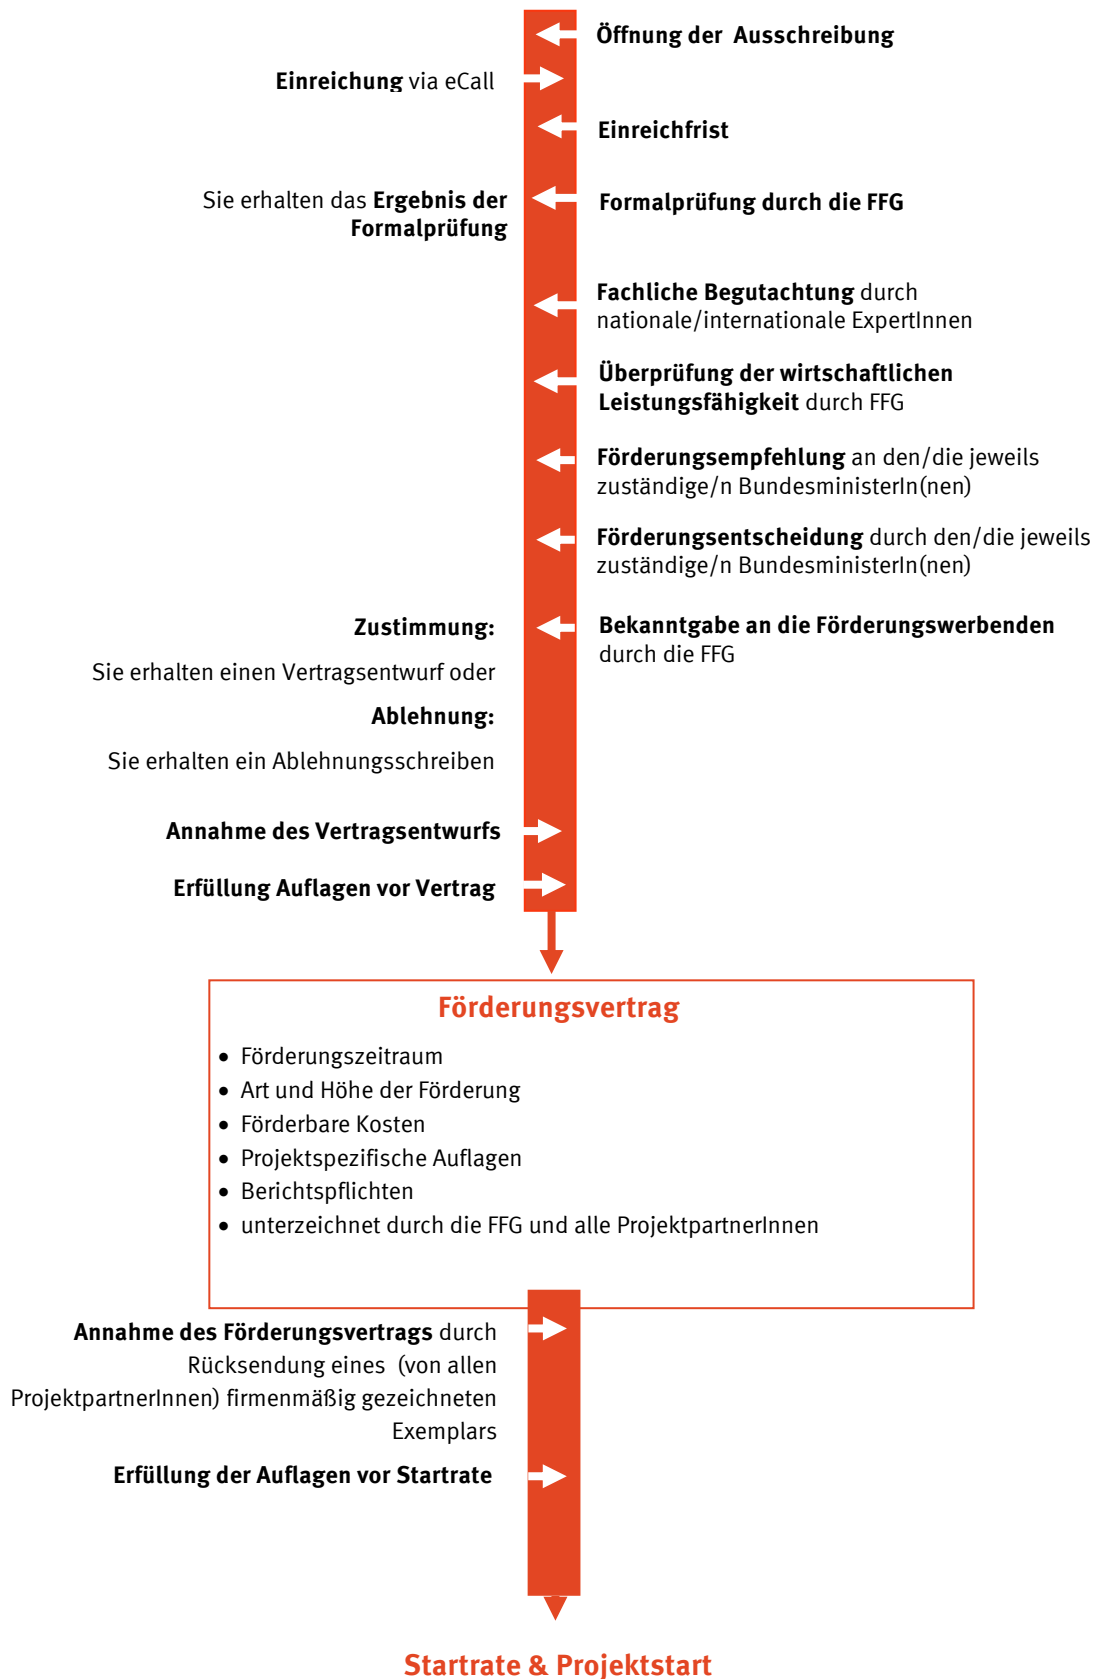 Öffnung der Ausschreibung
Einreichung via eCall
Einreichfrist
Sie erhalten das Ergebnis der
Formalprüfung
Formalprüfung durch die FFG
Fachliche Begutachtung durch
nationale/internationale ExpertInnen
Überprüfung der wirtschaftlichen
Leistungsfähigkeit durch FFG
Förderungsempfehlung an den/die jeweils
zuständige/n BundesministerIn(nen)
Förderungsentscheidung durch den/die jeweils
zuständige/n BundesministerIn(nen)
Bekanntgabe an die Förderungswerbenden
durch die FFG
Zustimmung:
Sie erhalten einen Vertragsentwurf oder
Ablehnung:
Sie erhalten ein Ablehnungsschreiben
Annahme des Vertragsentwurfs
Erfüllung Auflagen vor Vertrag
Förderungsvertrag
• Förderungszeitraum
• Art und Höhe der Förderung
• Förderbare Kosten
• Projektspezifische Auflagen
• Berichtspflichten
• unterzeichnet durch die FFG und alle ProjektpartnerInnen
Annahme des Förderungsvertrags durch
Rücksendung eines (von allen
ProjektpartnerInnen) firmenmäßig gezeichneten
Exemplars
Erfüllung der Auflagen vor Startrate
Startrate & Projektstart